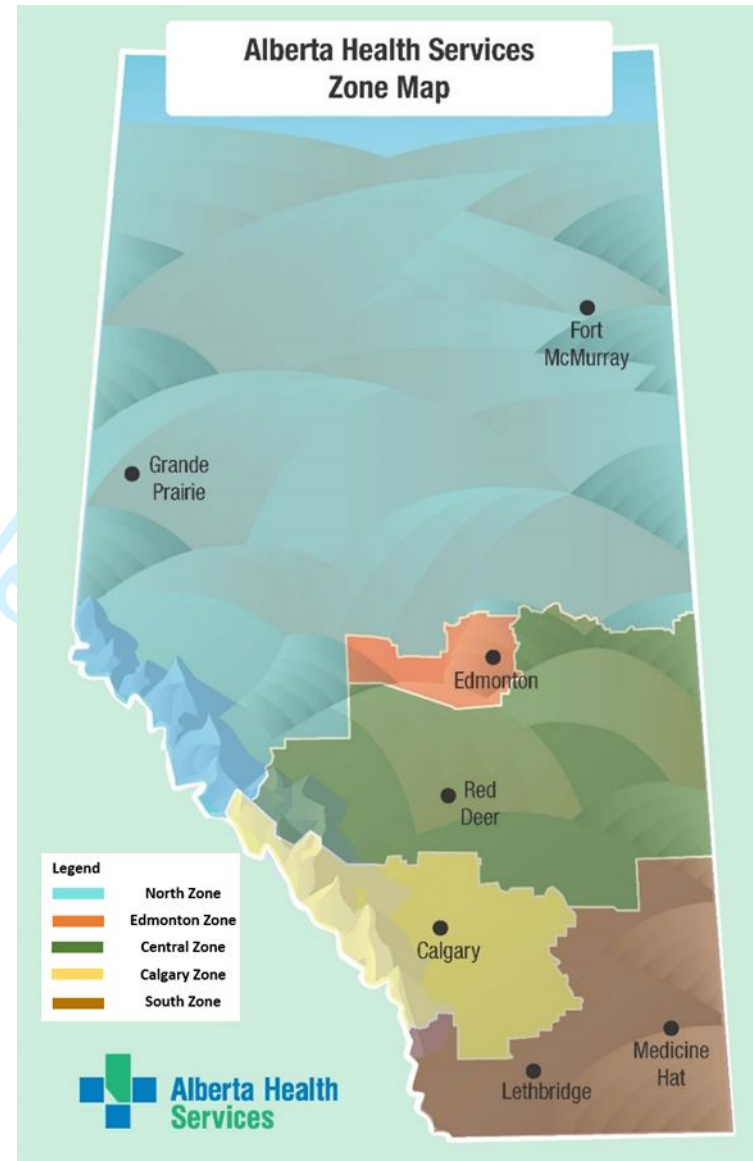 Alberta Health Services
Zone Map
Fort
McMurray
Grande
Prairie
Edmonton
Red
Deer
Legend
North Zone
Edmonton Zone
Central Zone
Calgary Zone
South Zone
Calgary
Medicine
Hat
Lethbridge
Alberta Health
Services